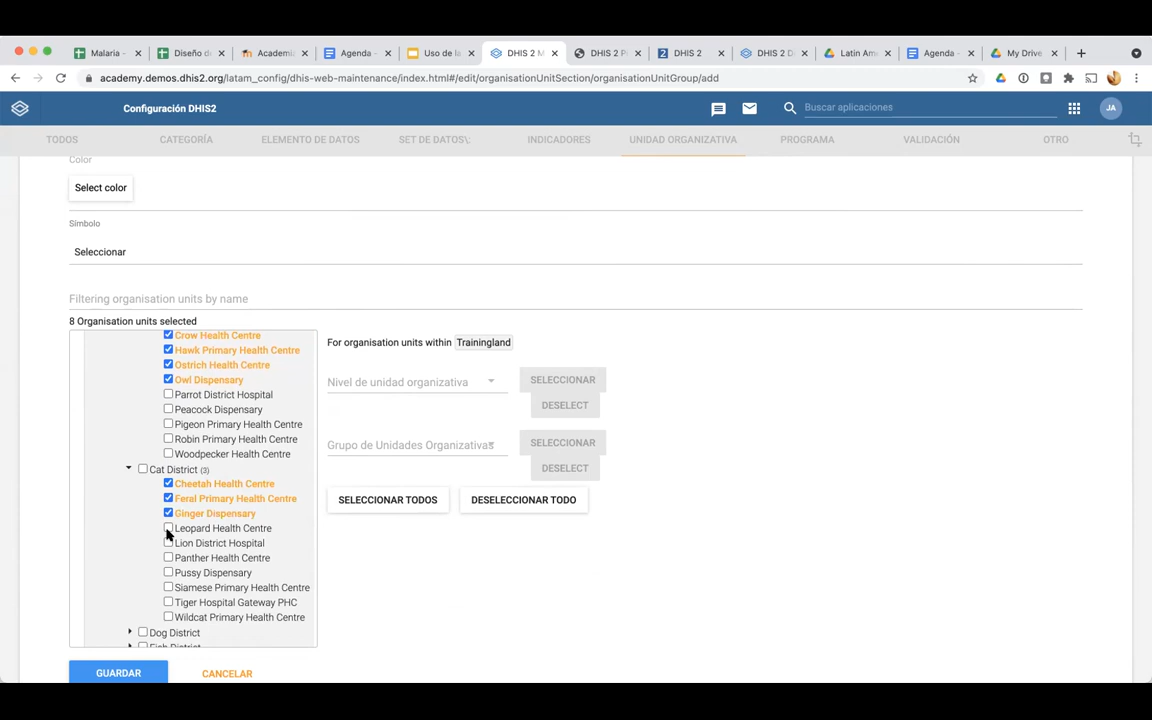 Malaria -
Diseño de
Academia
Agenda -
Uso de la
DHIS 2 M
DHIS 2 Pl
DHIS 2
DHIS 2 D
Latin Ame
Agenda -
My Drive
academy.demos.dhis2.org/latam_config/dhis-web-maintenance/index.html#/edit/organisationUnitSection/organisationUnitGroup/add
Configuración DHIS2
Buscar aplicaciones
JA
TODOS
CATEGORÍA
ELEMENTO DE DATOS
SET DE DATOS\:
INDICADORES
UNIDAD ORGANIZATIVA
PROGRAMA
VALIDACIÓN
OTRO
Color
Select color
Símbolo
Seleccionar
Filtering organisation units by name
8 Organisation units selected
Crow Health Centre
Hawk Primary Health Centre
Ostrich Health Centre
Owl Dispensary
Parrot District Hospital
Peacock Dispensary
Pigeon Primary Health Centre
Robin Primary Health Centre
Woodpecker Health Centre
Cat District (3)
Cheetah Health Centre
Feral Primary Health Centre
Ginger Dispensary
Leopard Health Centre
Lion District Hospital
Panther Health Centre
Pussy Dispensary
Siamese Primary Health Centre
Tiger Hospital Gateway PHC
Wildcat Primary Health Centre
Dog District
Fish District
For organisation units within Trainingland
Nivel de unidad organizativa
SELECCIONAR
DESELECT
Grupo de Unidades Organizativas
SELECCIONAR
DESELECT
SELECCIONAR TODOS
DESELECCIONAR TODO
GUARDAR
CANCELAR